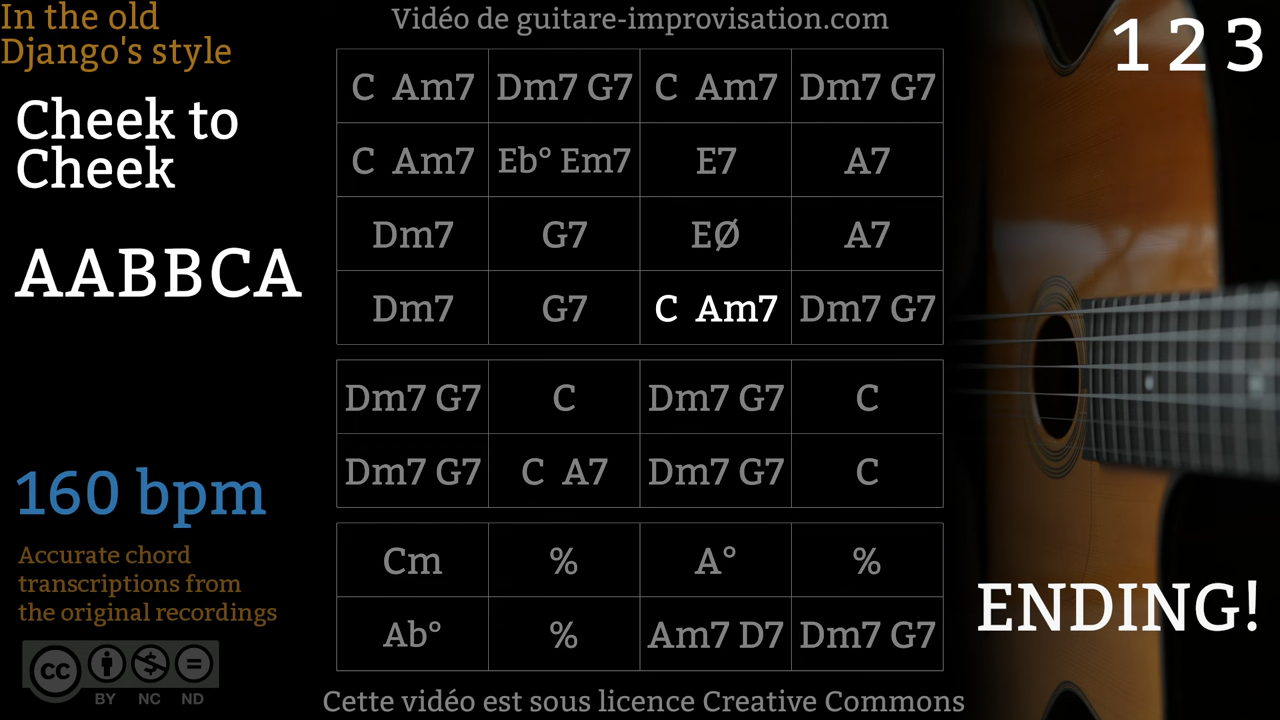 In the old
Django's style
Vidéo de guitare-improvisation.com
1 2 3
Cheek to
Cheek
AABBCA
C Am7 Dm7 G7 C Am7 Dm7 G7
C Am7 Eb° Em7 E7 A7
Dm7 G7 EØ A7
Dm7 G7 C Am7 Dm7 G7
Dm7 G7 C Dm7 G7 C
Dm7 G7 C A7 Dm7 G7 C
Cm % A° %
Ab° % Am7 D7 Dm7 G7
160 bpm
Accurate chord
transcriptions from
the original recordings
ENDING!
cc
BY NC ND
Cette vidéo est sous licence Creative Commons